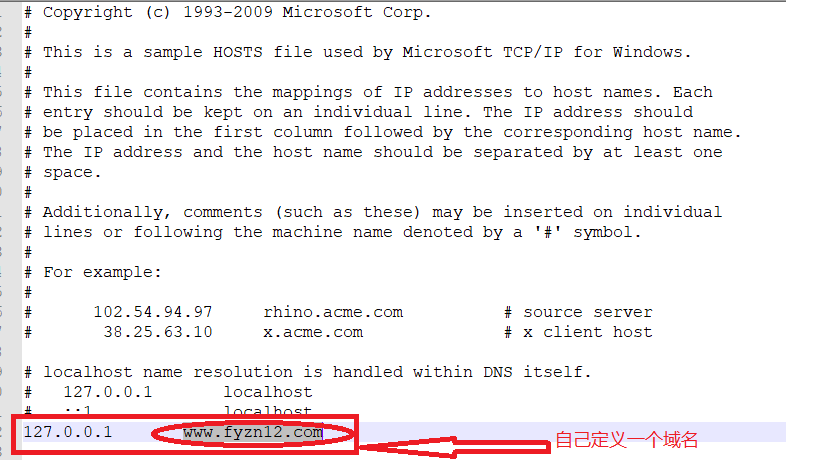 # Copyright (c) 1993-2009 Microsoft Corp.
#
# This is a sample HOSTS file used by Microsoft TCP/IP for Windows.
#
# This file contains the mappings of IP addresses to host names. Each
# entry should be kept on an individual line. The IP address should
# be placed in the first column followed by the corresponding host name.
# The IP address and the host name should be separated by at least one
# space.
#
# Additionally, comments (such as these) may be inserted on individual
# lines or following the machine name denoted by a '#' symbol.
#
# For example:
#
#      102.54.94.97     rhino.acme.com          # source server
#       38.25.63.10     x.acme.com              # x client host

# localhost name resolution is handled within DNS itself.
#   127.0.0.1       localhost
#   ::1             localhost
127.0.0.1       www.fyzn12.com
自己定义一个域名